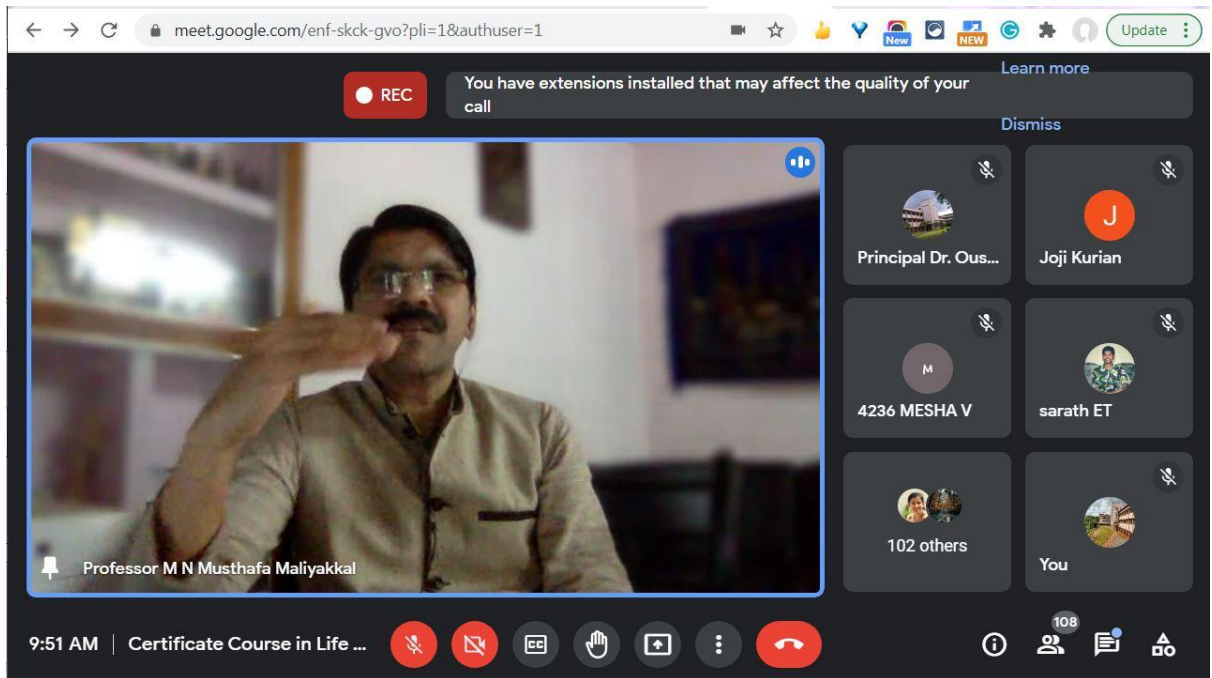 meet.google.com/enf-skck-gvo?pli=1&authuser=1
New
NEW
Update
REC
You have extensions installed that may affect the quality of your
call
Learn more
Dismiss
Principal Dr. Ous...
J
Joji Kurian
M
4236 MESHA V
sarath ET
102 others
You
Professor M N Musthafa Maliyakkal
9:51 AM | Certificate Course in Life ...
CC
108